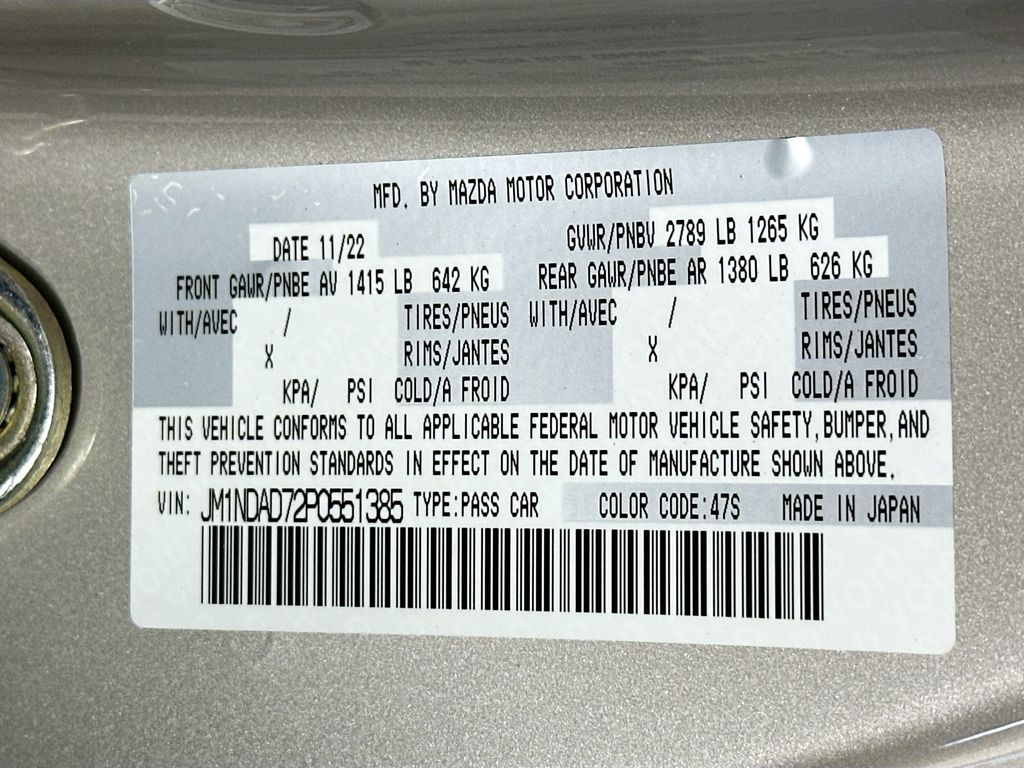 MFD. BY MAZDA MOTOR CORPORATION
DATE 11/22 GVWR/PNBV 2789 LB 1265 KG
FRONT GAWR/PNBE AV 1415 LB 642 KG REAR GAWR/PNBE AR 1380 LB 626 KG
WITH/AVEC / TIRES/PNEUS WITH/AVEC / TIRES/PNEUS
X RIMS/JANTES X RIMS/JANTES
KPA/ PSI COLD/A FROID KPA/ PSI COLD/A FROID
THIS VEHICLE CONFORMS TO ALL APPLICABLE FEDERAL MOTOR VEHICLE SAFETY, BUMPER, AND
THEFT PREVENTION STANDARDS IN EFFECT ON THE DATE OF MANUFACTURE SHOWN ABOVE.
VIN: JM1NDAD72P0551385 TYPE:PASS CAR COLOR CODE:47S MADE IN JAPAN